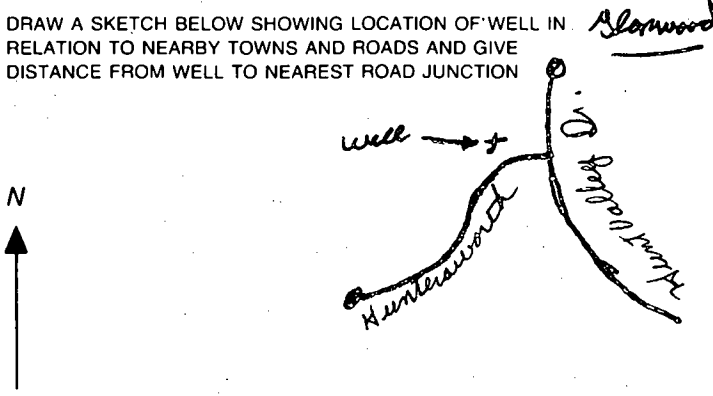 DRAW A SKETCH BELOW SHOWING LOCATION OF WELL IN
RELATION TO NEARBY TOWNS AND ROADS AND GIVE
DISTANCE FROM WELL TO NEAREST ROAD JUNCTION
Glenwood
well
N
Huntersworth
Hunt Valley D.